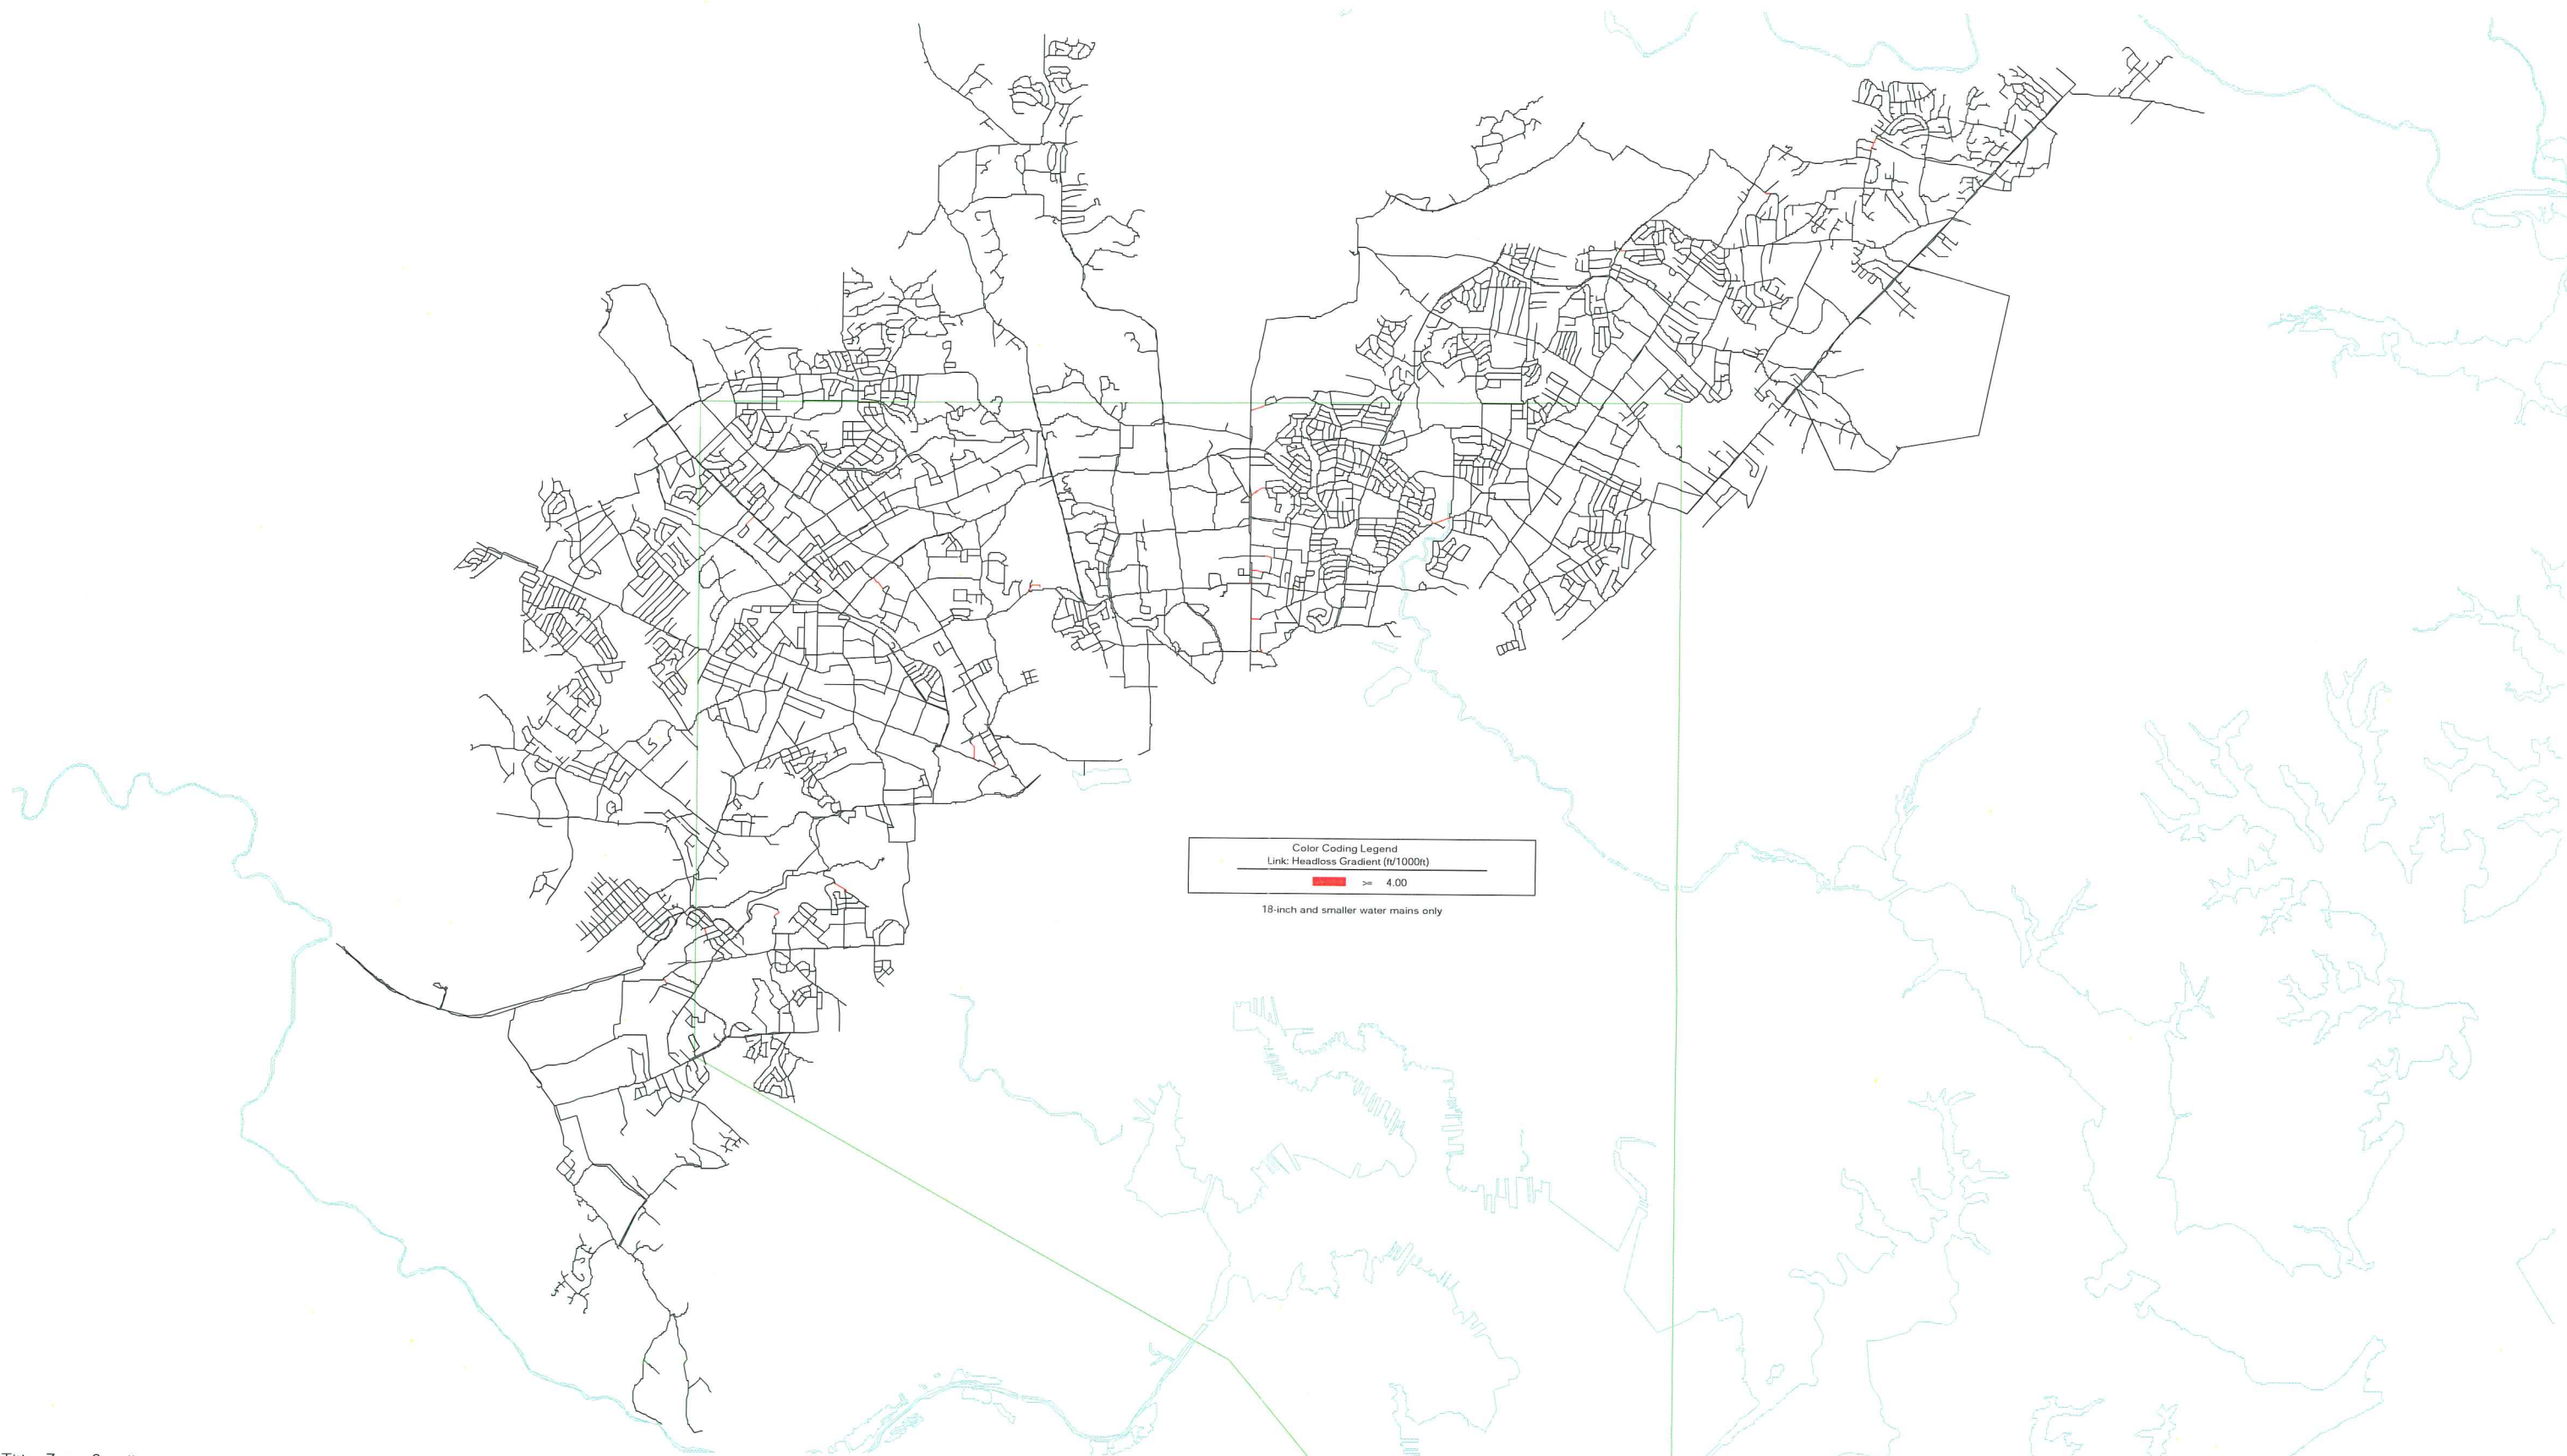 Color Coding Legend
Link: Headloss Gradient (ft/1000ft)
>= 4.00
18-inch and smaller water mains only